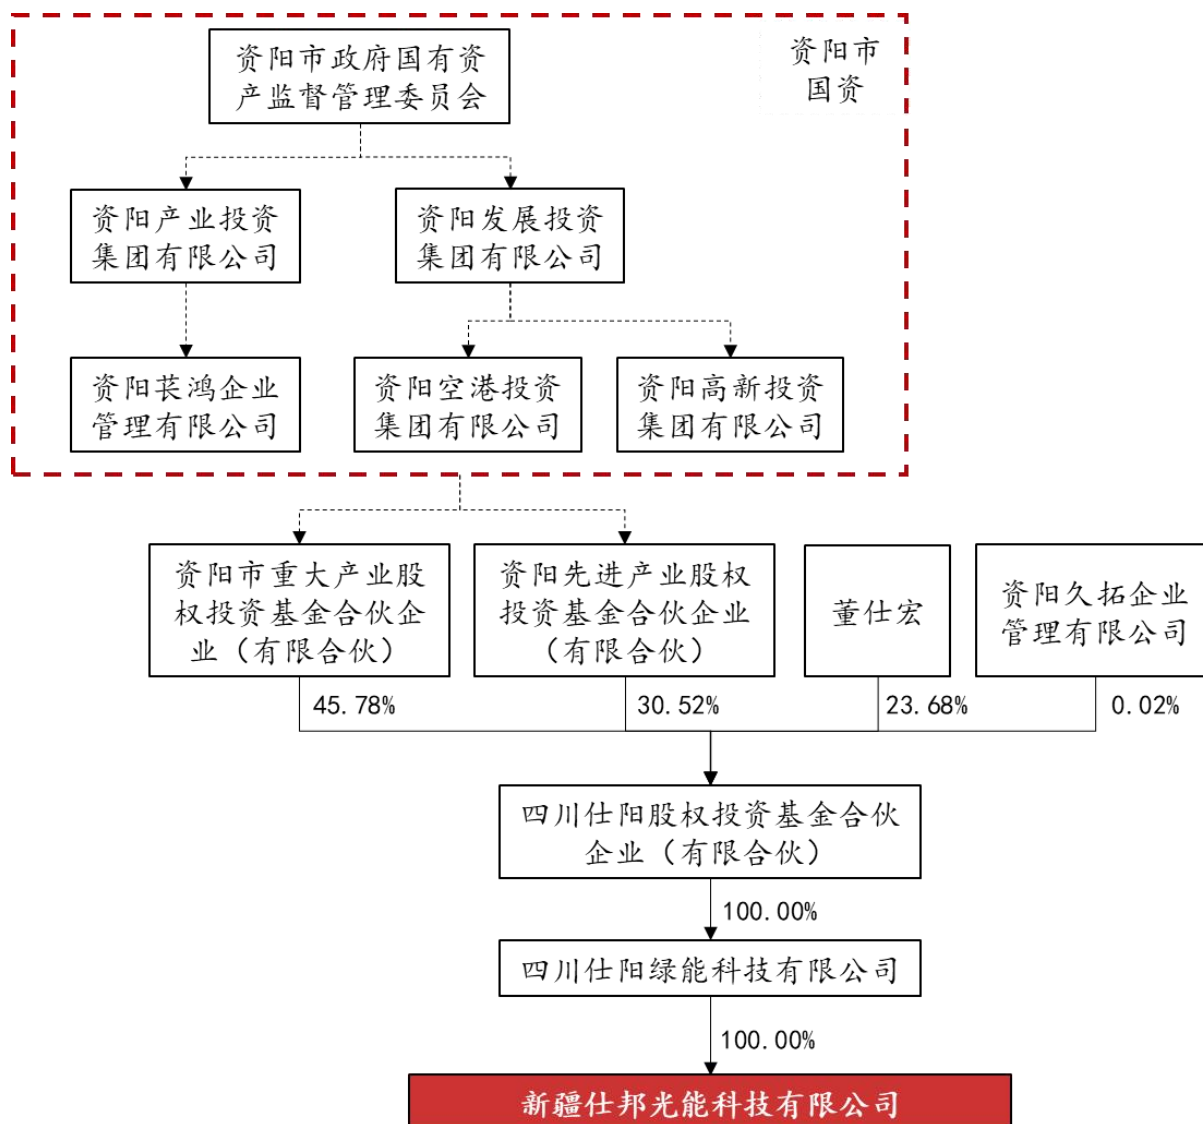 资阳市政府国有资
产监督管理委员会
资阳市
国资
资阳产业投资
集团有限公司
资阳发展投资
集团有限公司
资阳苌鸿企业
管理有限公司
资阳空港投资
集团有限公司
资阳高新投资
集团有限公司
资阳市重大产业股
权投资基金合伙企
业（有限合伙）
资阳先进产业股权
投资基金合伙企业
（有限合伙）
董仕宏
资阳久拓企业
管理有限公司
45.78%
30.52%
23.68%
0.02%
四川仕阳股权投资基金合伙
企业（有限合伙）
100.00%
四川仕阳绿能科技有限公司
100.00%
新疆仕邦光能科技有限公司